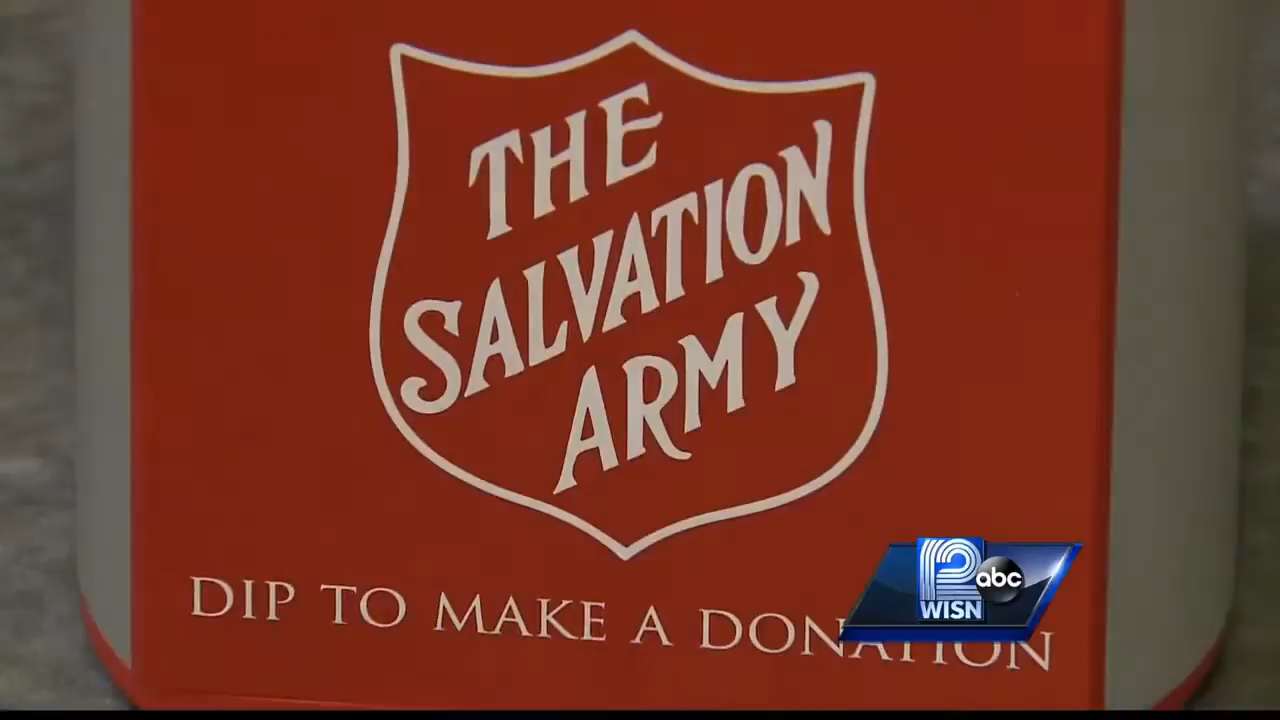 THE
SALVATION
ARMY
DIP TO MAKE A DONATION
12
abc
WISN